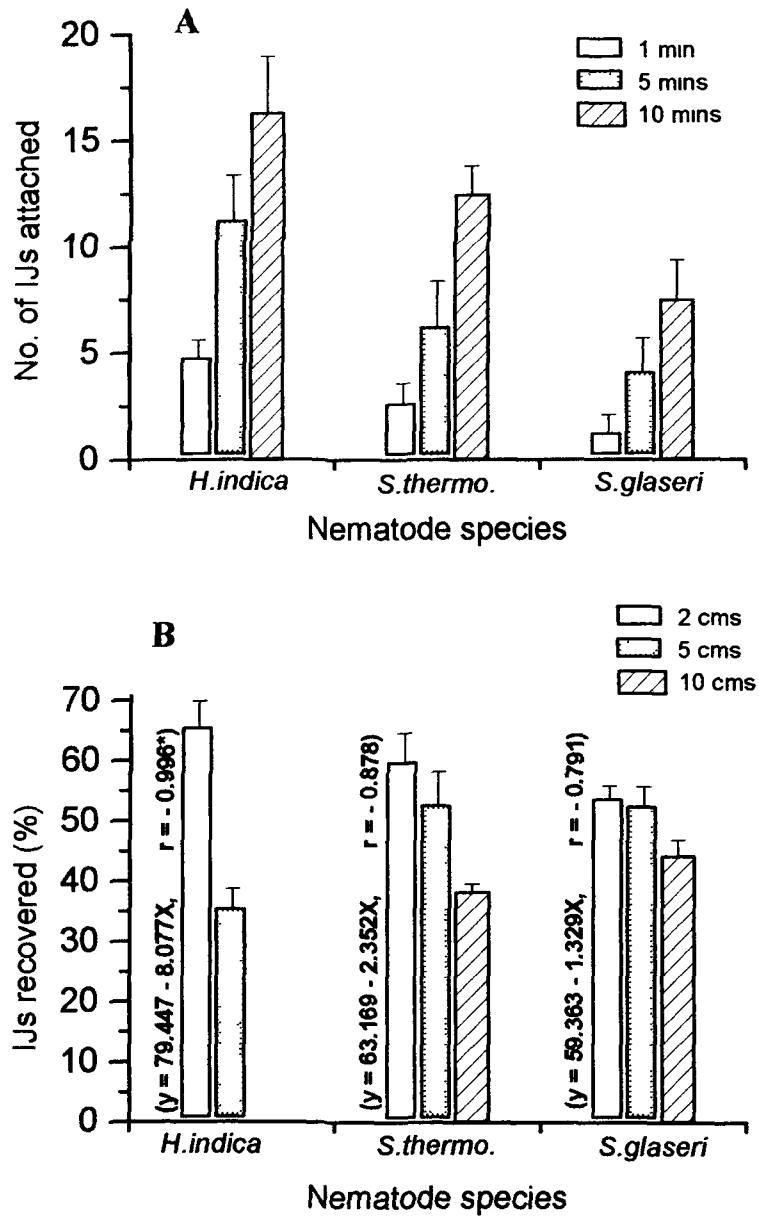 A
1 min
5 mins
10 mins
No. of IJs attached
20
15
10
5
0
H.indica
S.thermo.
S.glaseri
Nematode species
B
2 cms
5 cms
10 cms
IJs recovered (%)
70
60
50
40
30
20
10
0
(y = 79.447 - 8.077X, r = - 0.996*)
(y = 63.169 - 2.352X, r = - 0.878)
(y = 59.363 - 1.329X, r = - 0.791)
H.indica
S.thermo.
S.glaseri
Nematode species